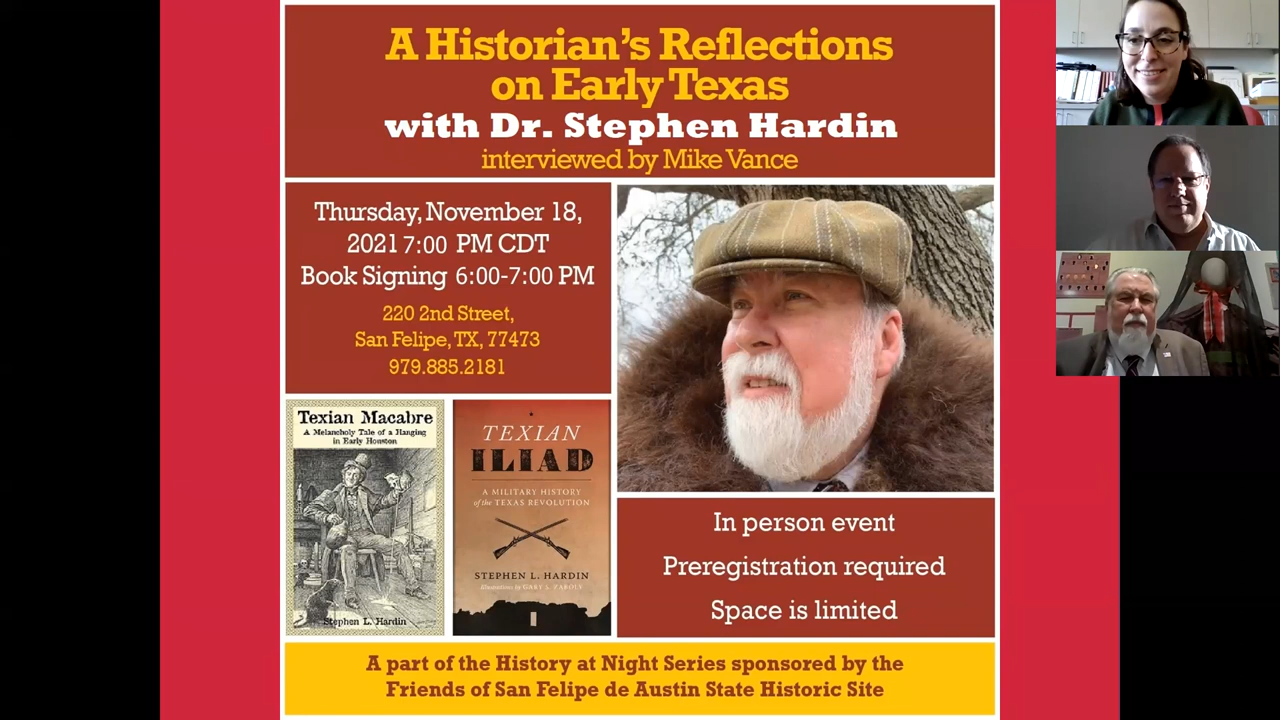 A Historian's Reflections
on Early Texas
with Dr. Stephen Hardin
interviewed by Mike Vance
Thursday, November 18,
2021 7:00 PM CDT
Book Signing 6:00-7:00 PM
220 2nd Street,
San Felipe, TX, 77473
979.885.2181
Texian Macabre
A Melancholy Tale of a Hanging
in Early Houston
Stephen L. Hardin
TEXIAN
ILIAD
A MILITARY HISTORY
of the TEXAS REVOLUTION
STEPHEN L. HARDIN
Illustrations by GARY S. ZABOLY
In person event
Preregistration required
Space is limited
A part of the History at Night Series sponsored by the
Friends of San Felipe de Austin State Historic Site